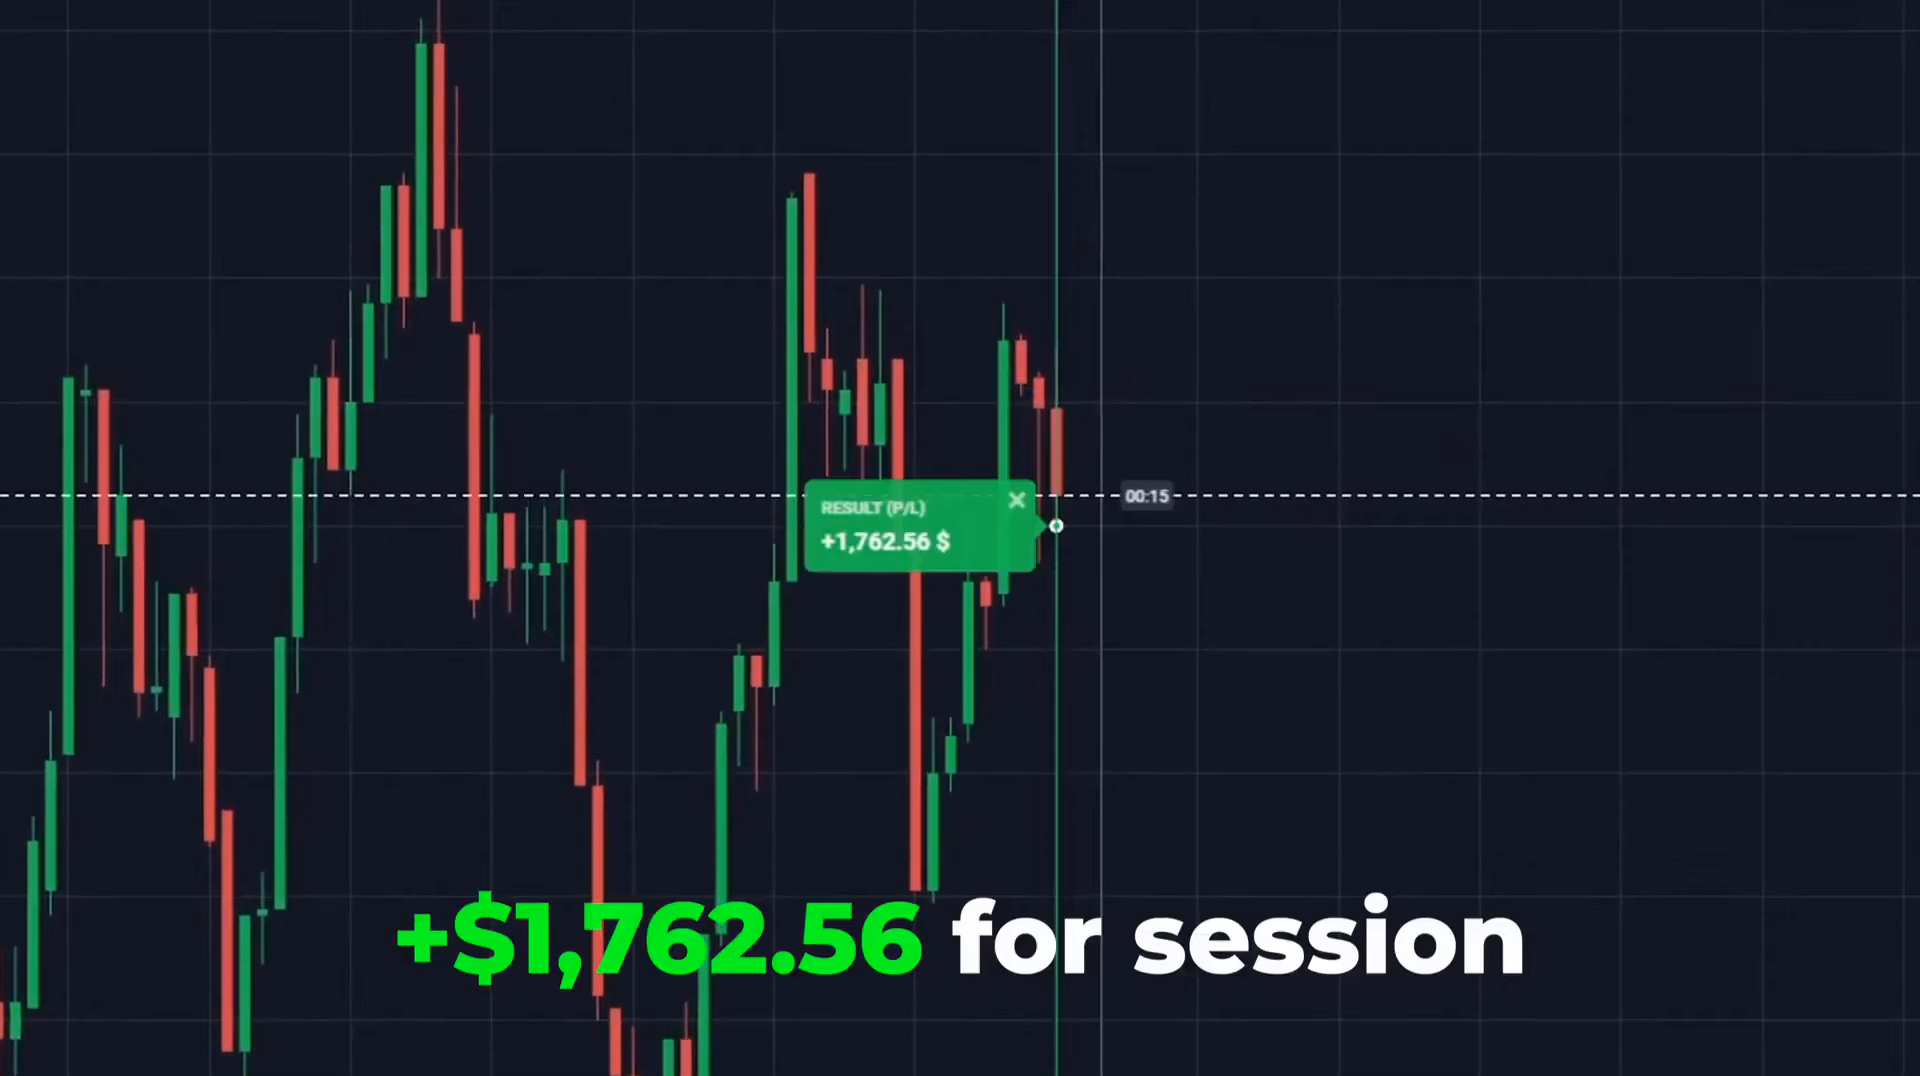 00:15
RESULT (P/L)
+1,762.56 $
+$1,762.56 for session